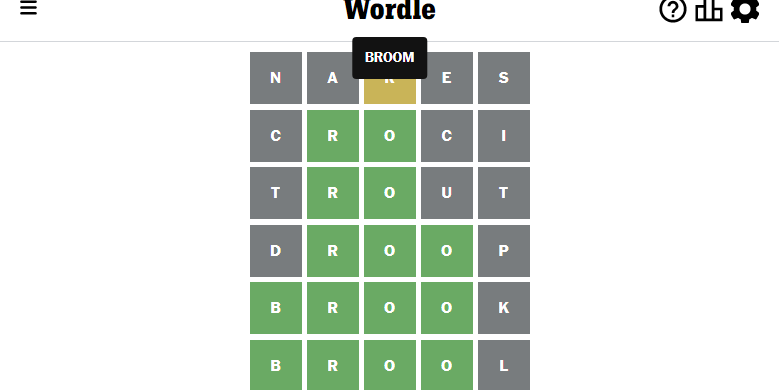 Wordle
BROOM
N A R E S
C R O C I
T R O U T
D R O O P
B R O O K
B R O O L